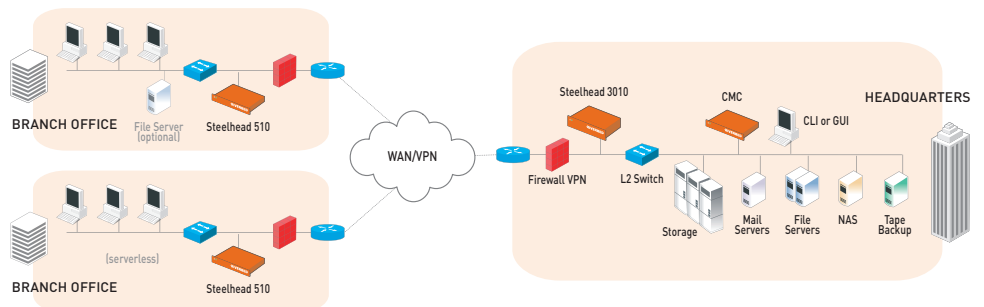 BRANCH OFFICE
File Server
(optional)
Steelhead 510
WAN/VPN
Steelhead 3010
CMC
CLI or GUI
HEADQUARTERS
Firewall VPN
L2 Switch
Storage
Mail
Servers
File
Servers
NAS
Tape
Backup
(serverless)
BRANCH OFFICE
Steelhead 510